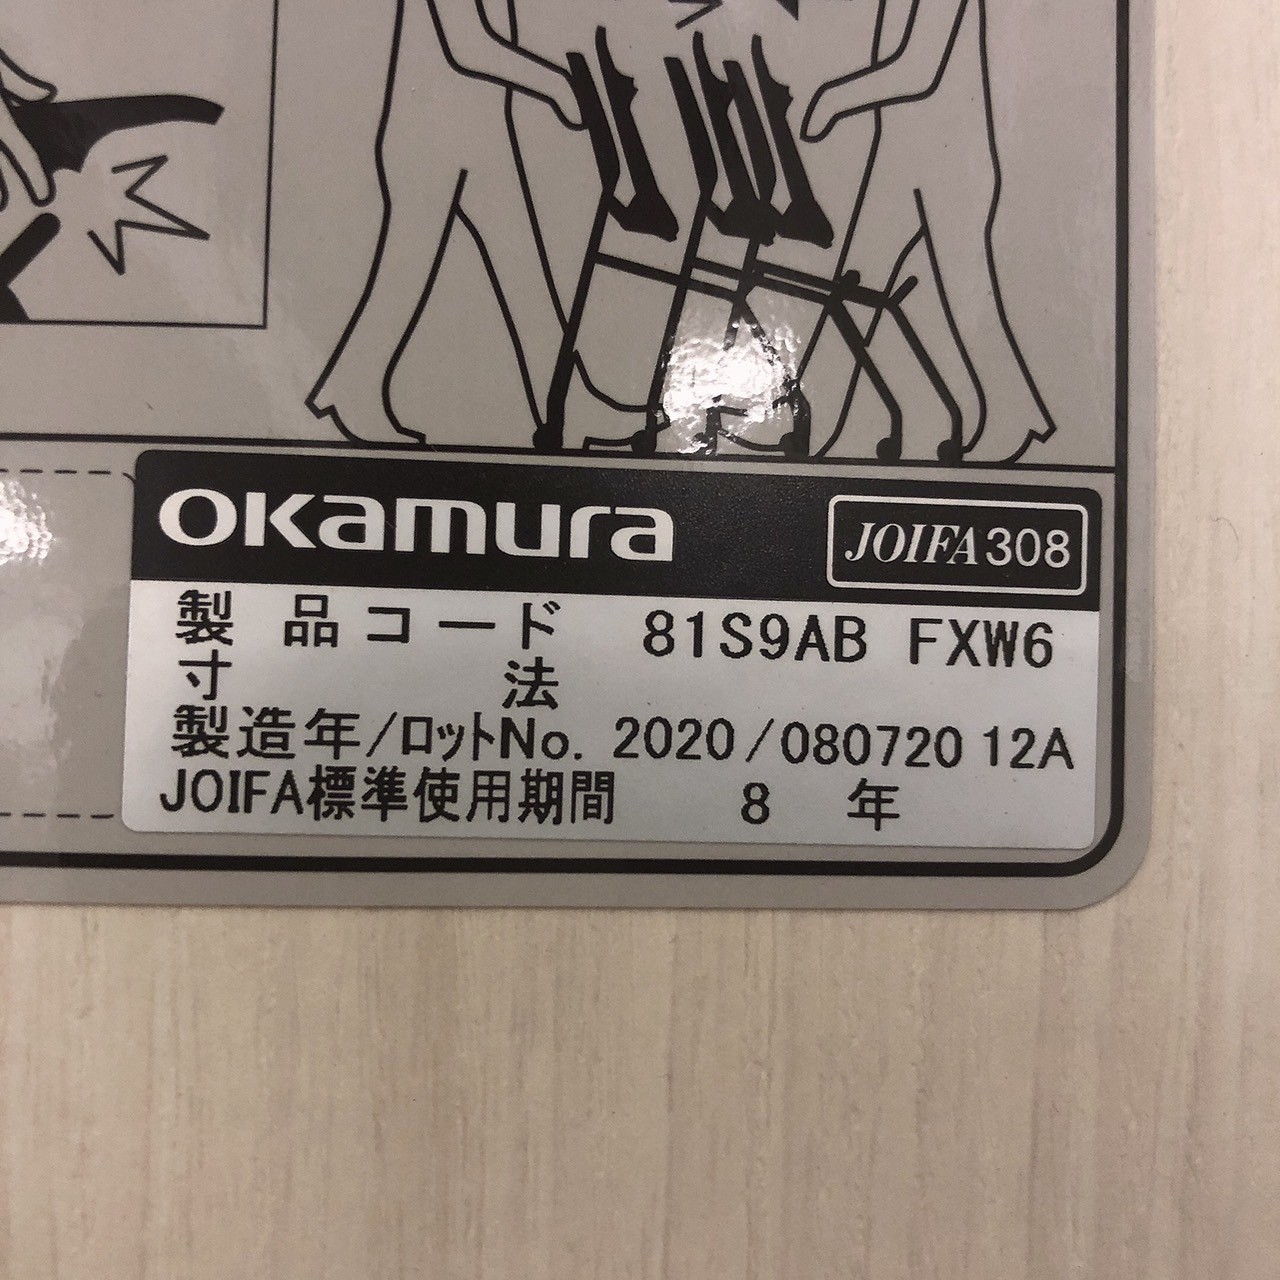 OKamura JOIFA308
製品コード 81S9AB FXW6
寸法
製造年/ロットNo. 2020/080720 12A
JOIFA標準使用期間 8 年